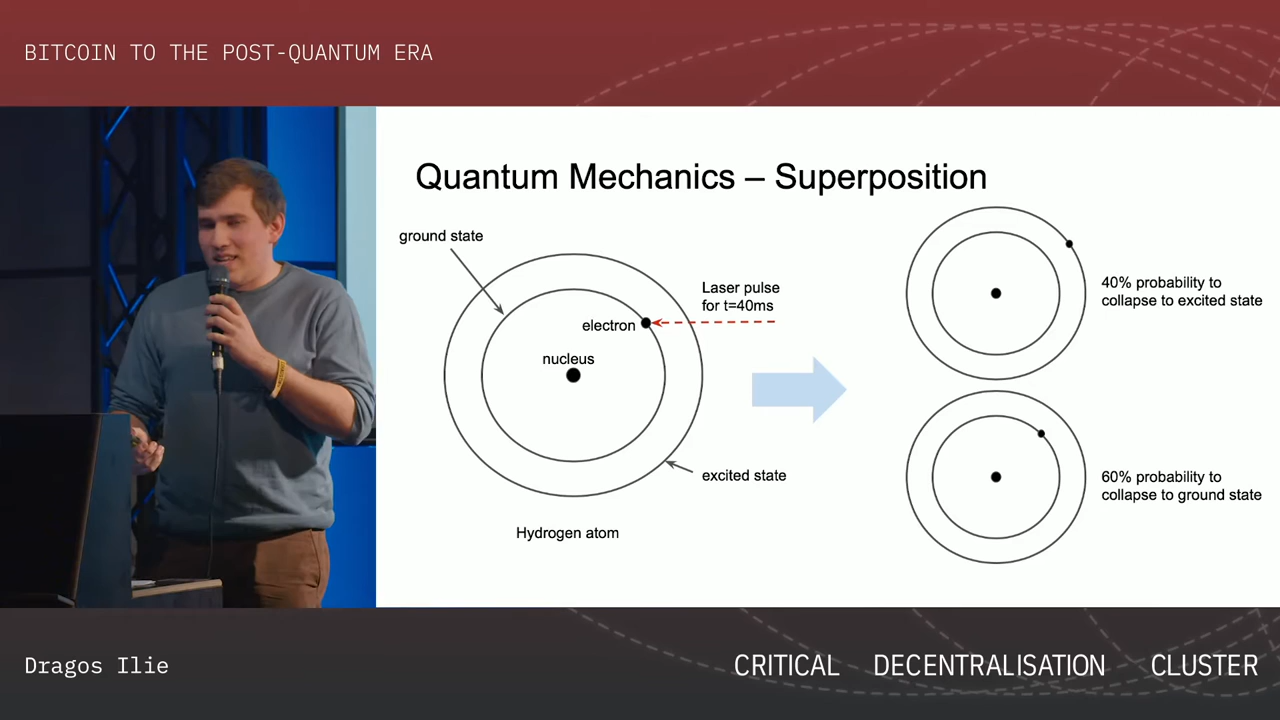 BITCOIN TO THE POST-QUANTUM ERA
Quantum Mechanics – Superposition
ground state
Laser pulse
for t=40ms
electron
nucleus
excited state
Hydrogen atom
40% probability to
collapse to excited state
60% probability to
collapse to ground state
Dragos Ilie
CRITICAL DECENTRALISATION CLUSTER